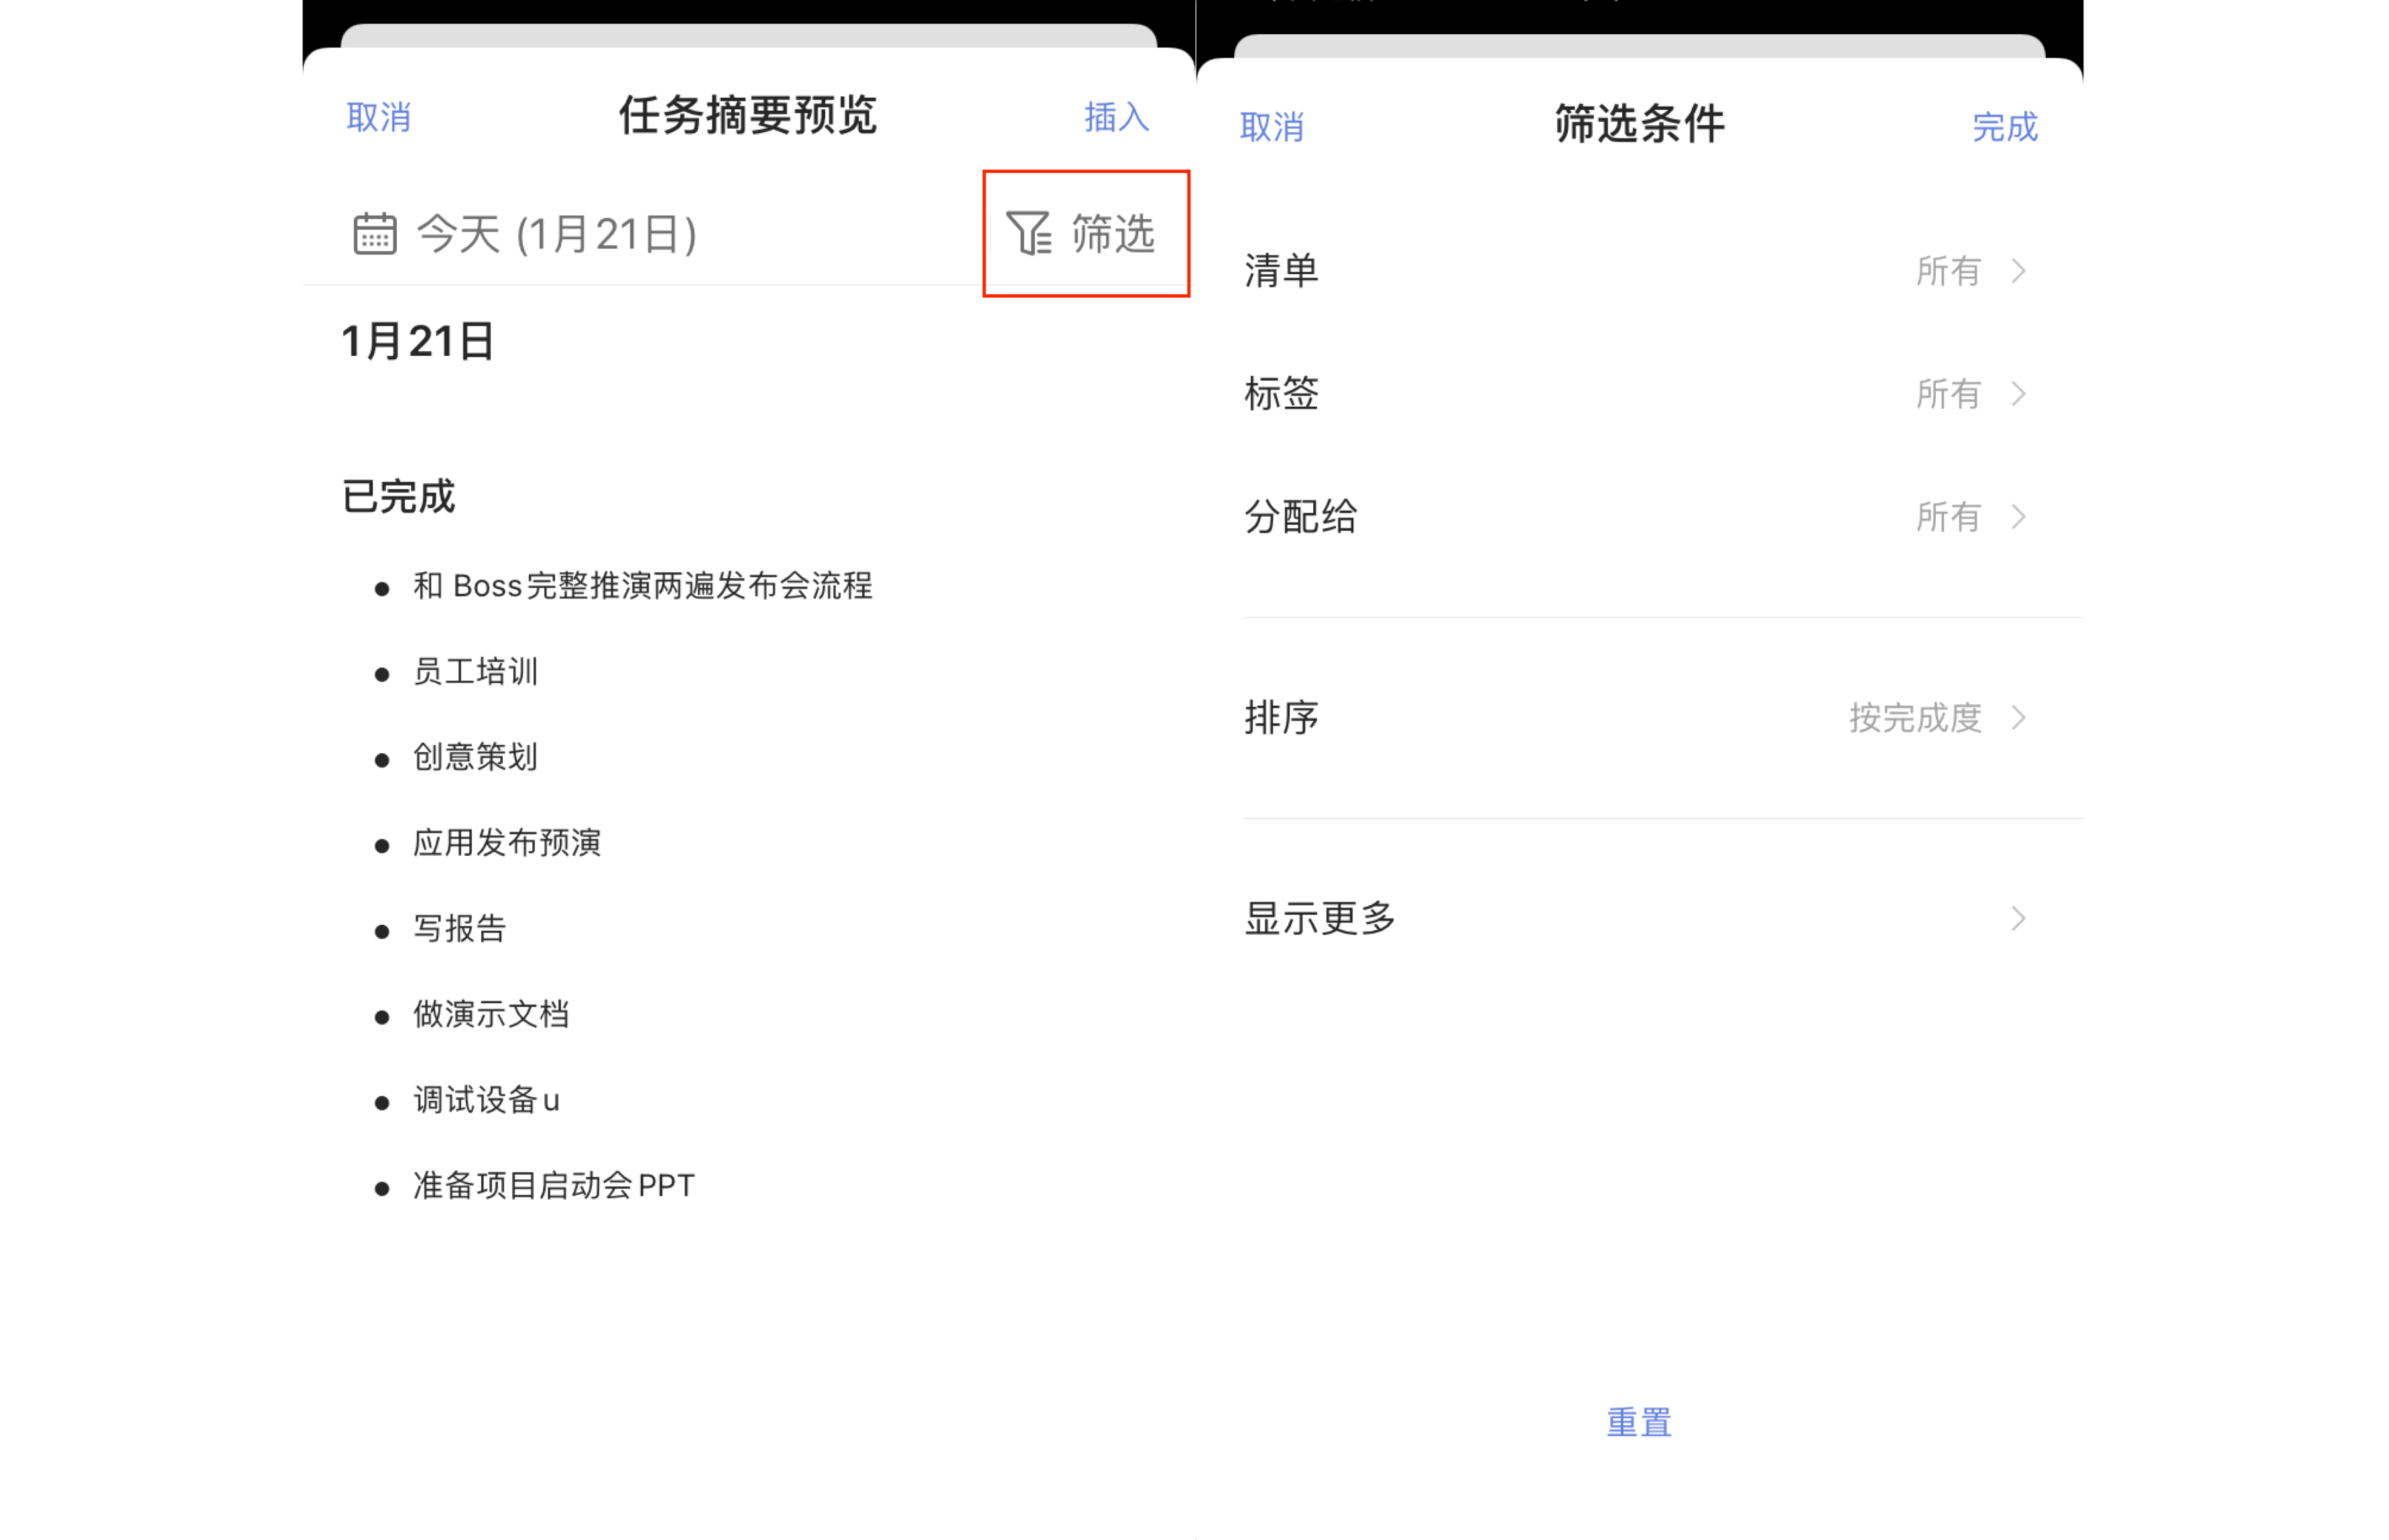 取消 任务摘要预览 插入
今天 (1月21日) 筛选
1月21日
已完成
和 Boss完整推演两遍发布会流程
员工培训
创意策划
应用发布预演
写报告
做演示文档
调试设备u
准备项目启动会PPT
取消 筛选条件 完成
清单 所有
标签 所有
分配给 所有
排序 按完成度
显示更多
重置